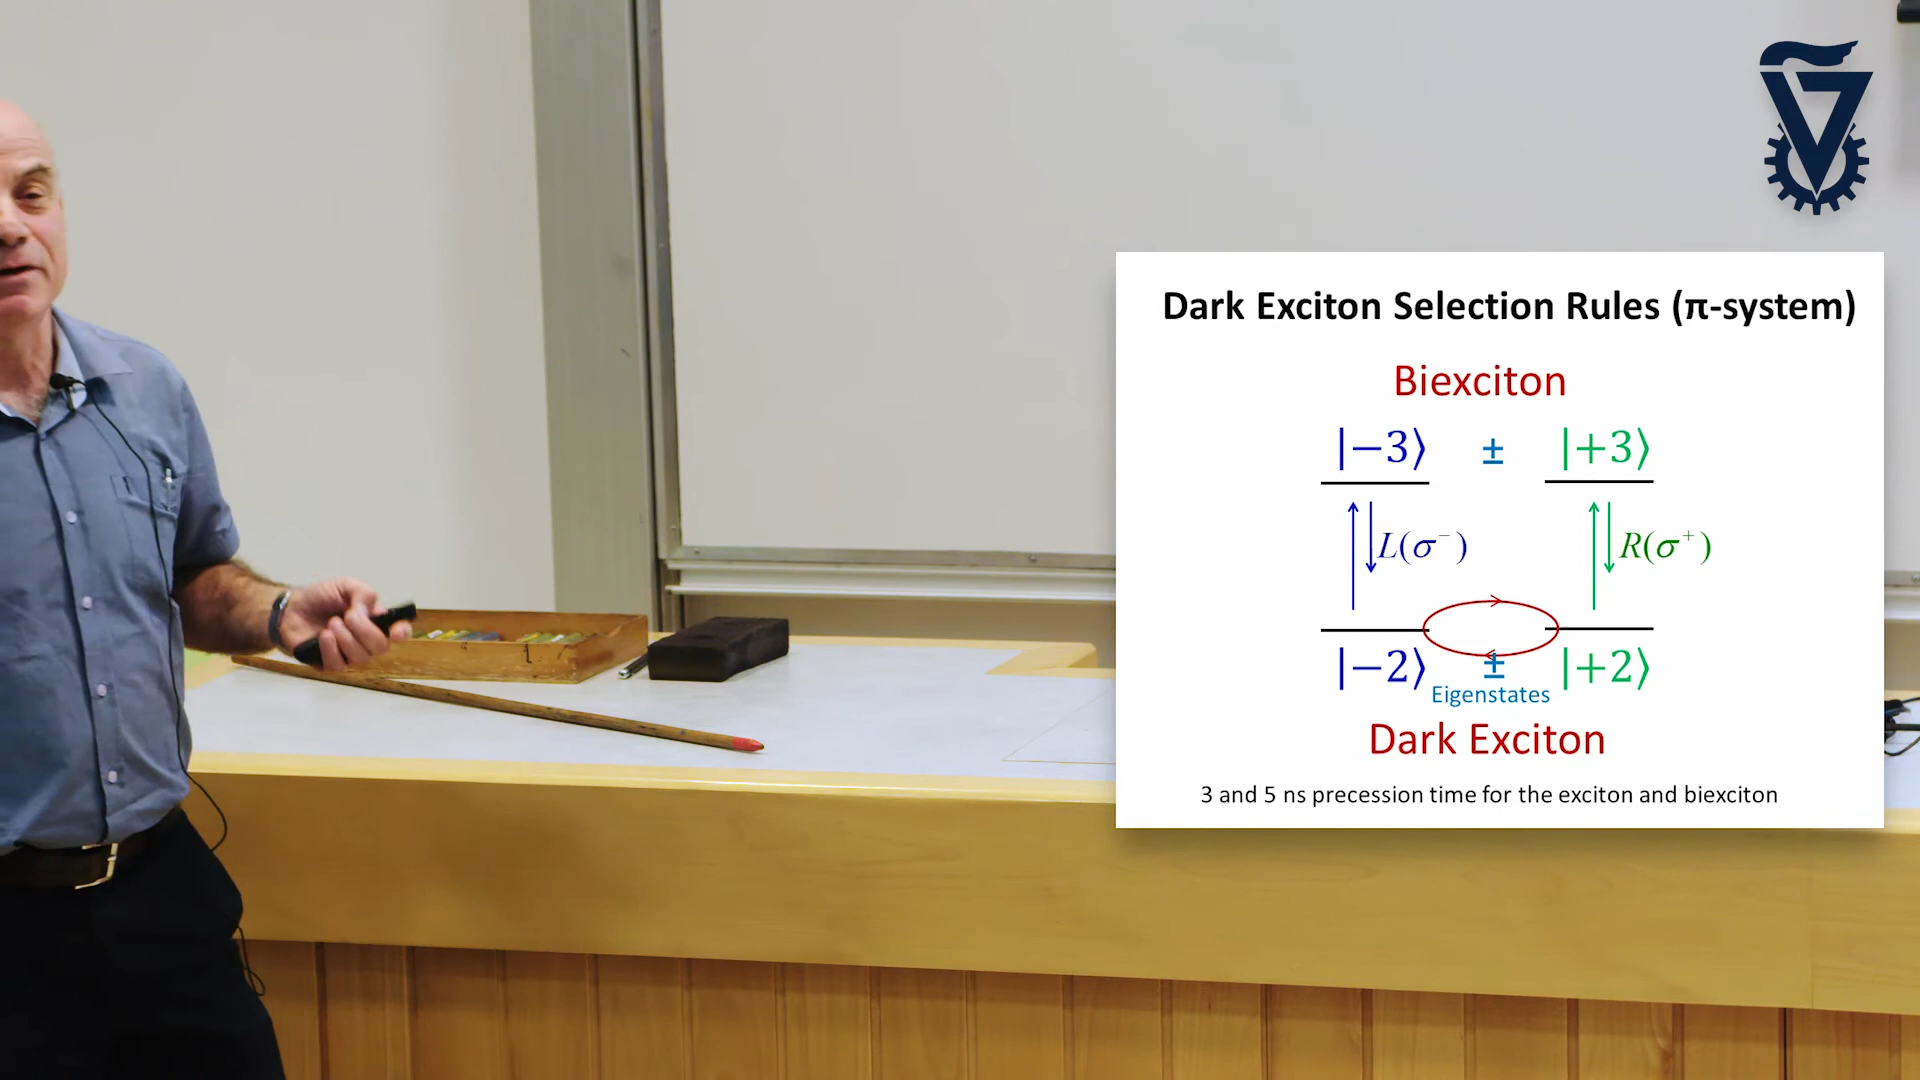 Dark Exciton Selection Rules (π-system)
Biexciton
|−3⟩ ± |+3⟩
L(σ⁻) R(σ⁺)
|−2⟩ ± |+2⟩
Eigenstates
Dark Exciton
3 and 5 ns precession time for the exciton and biexciton